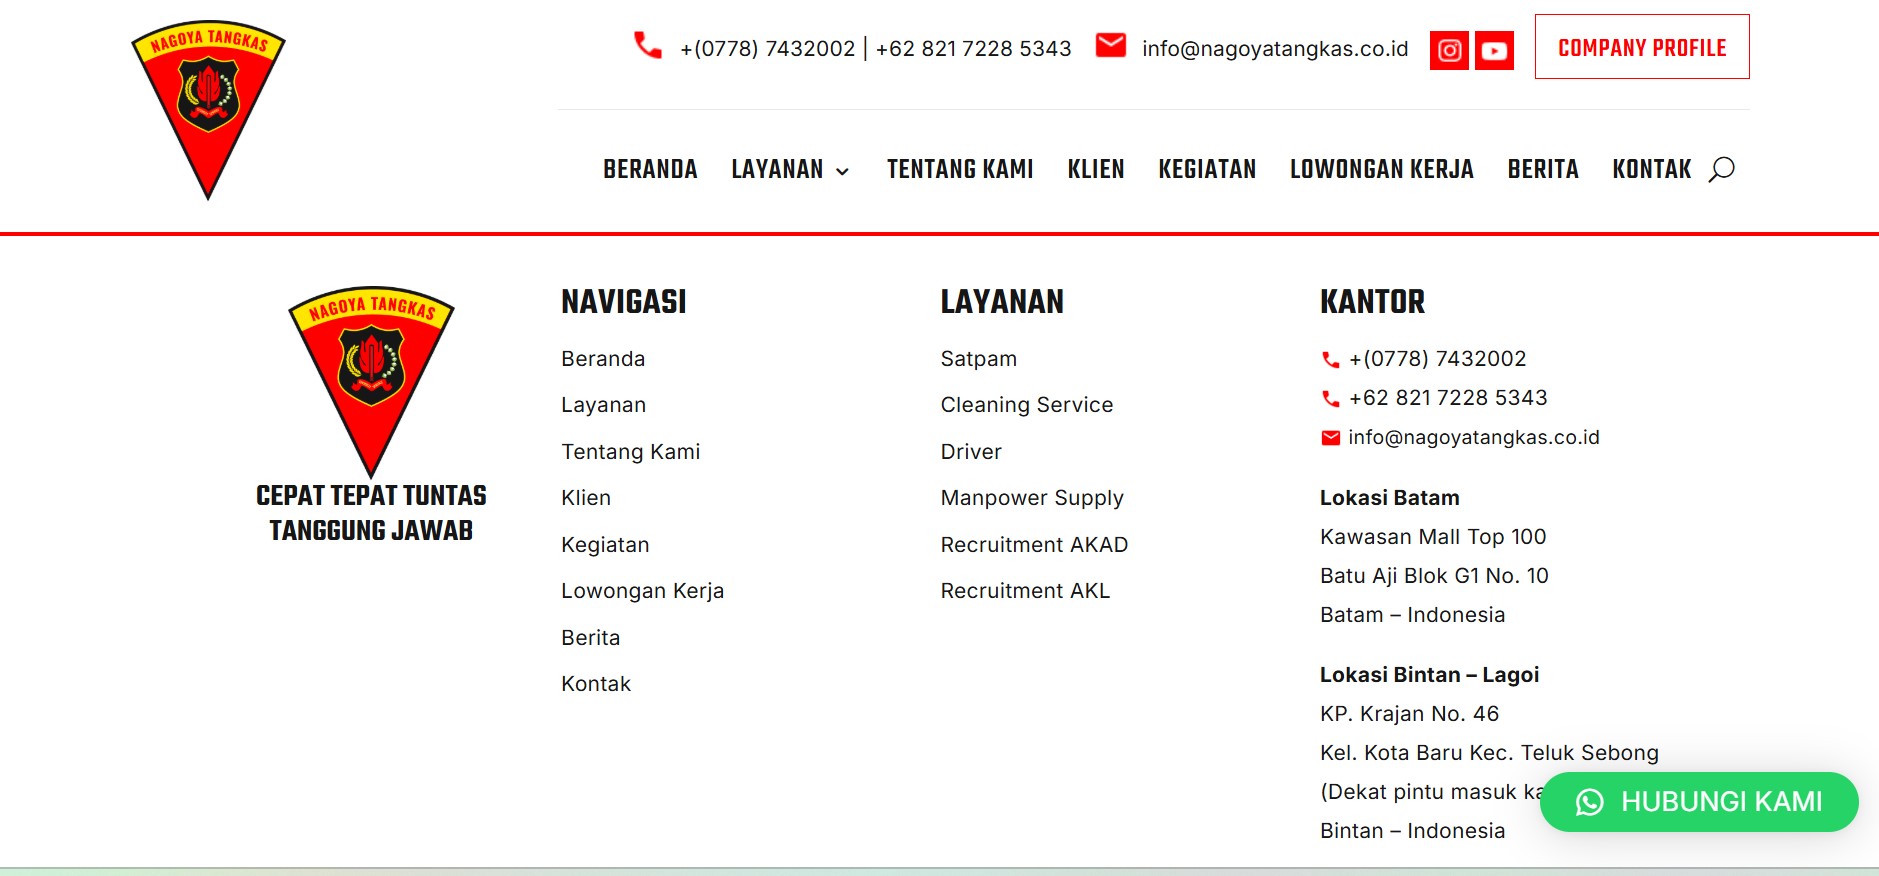 NAGOYA TANGKAS
+(0778) 7432002 | +62 821 7228 5343
info@nagoyatangkas.co.id
COMPANY PROFILE
BERANDA
LAYANAN
TENTANG KAMI
KLIEN
KEGIATAN
LOWONGAN KERJA
BERITA
KONTAK
NAGOYA TANGKAS
CEPAT TEPAT TUNTAS
TANGGUNG JAWAB
NAVIGASI
Beranda
Layanan
Tentang Kami
Klien
Kegiatan
Lowongan Kerja
Berita
Kontak
LAYANAN
Satpam
Cleaning Service
Driver
Manpower Supply
Recruitment AKAD
Recruitment AKL
KANTOR
+(0778) 7432002
+62 821 7228 5343
info@nagoyatangkas.co.id
Lokasi Batam
Kawasan Mall Top 100
Batu Aji Blok G1 No. 10
Batam – Indonesia
Lokasi Bintan – Lagoi
KP. Krajan No. 46
Kel. Kota Baru Kec. Teluk Sebong
(Dekat pintu masuk
Bintan – Indonesia
HUBUNGI KAMI